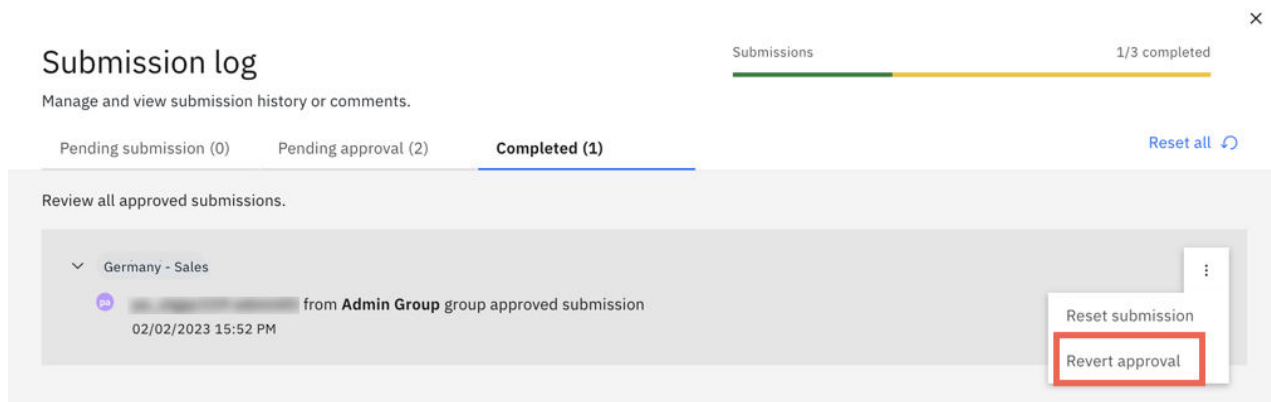 Submission log
Submissions
1/3 completed
Manage and view submission history or comments.
Pending submission (0)
Pending approval (2)
Completed (1)
Reset all
Review all approved submissions.
Germany - Sales
pa
from Admin Group group approved submission
02/02/2023 15:52 PM
Reset submission
Revert approval